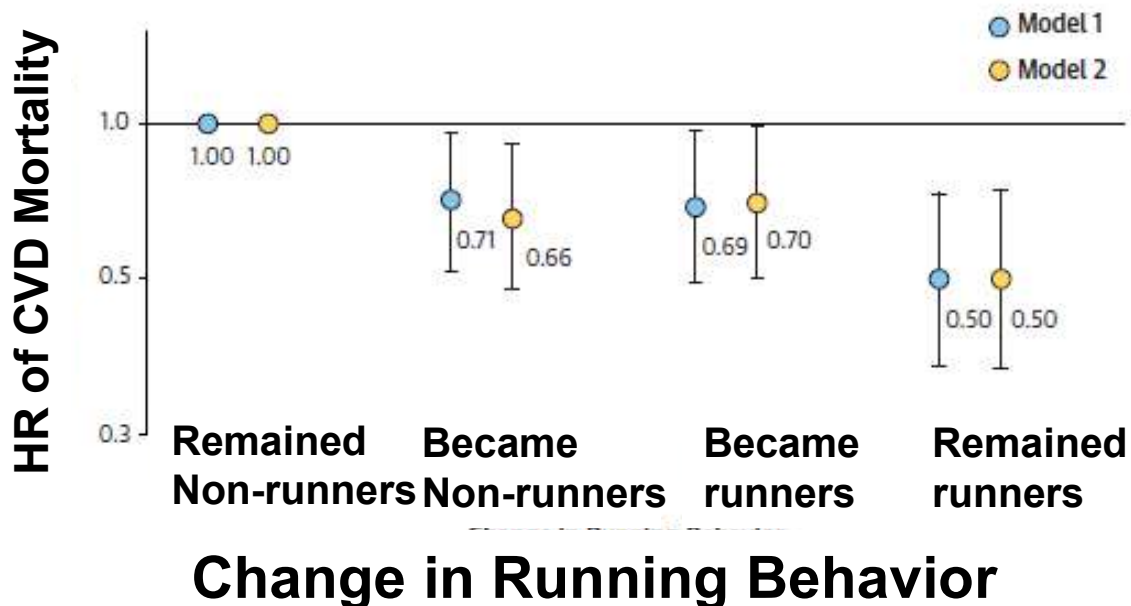 HR of CVD Mortality
Model 1
Model 2
1.0
1.00 1.00
0.71
0.66
0.69
0.70
0.5
0.50
0.50
0.3
Remained
Non-runners
Became
Non-runners
Became
runners
Remained
runners
Change in Running Behavior